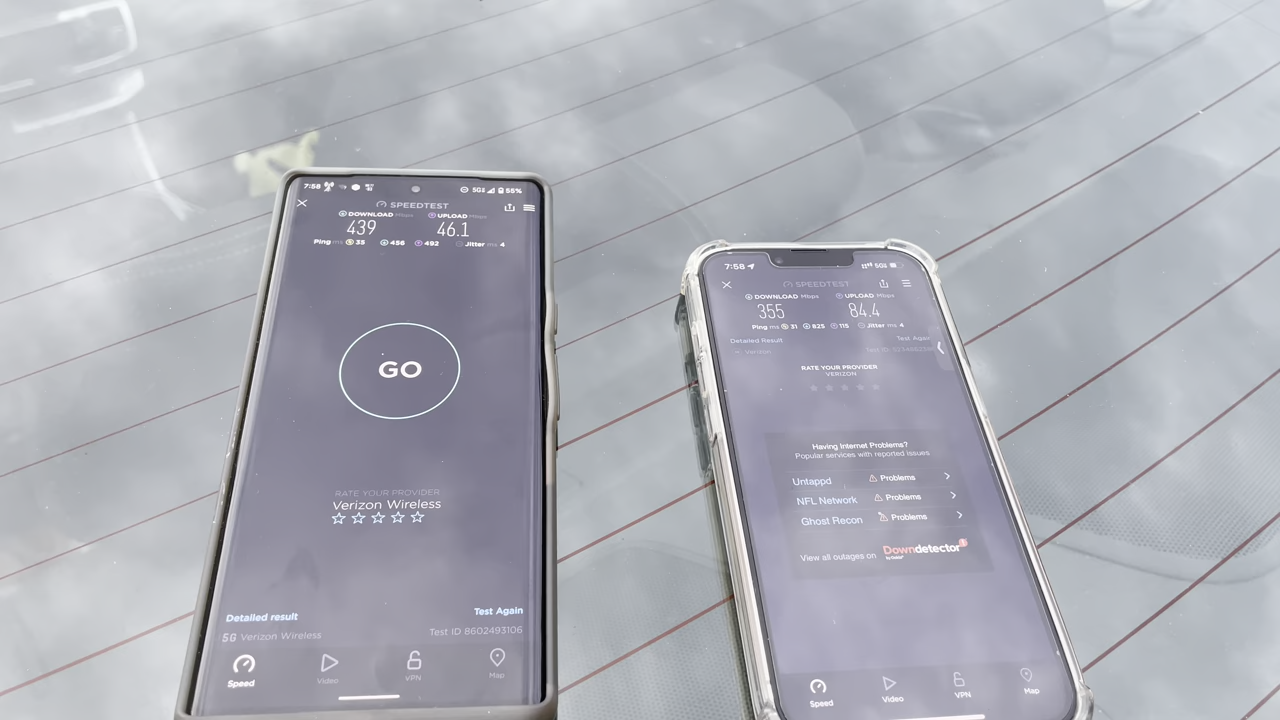 7:58
5G 55%
SPEEDTEST
DOWNLOAD Mbps UPLOAD Mbps
439 46.1
Ping ms 35 456 492 Jitter ms 4
GO
RATE YOUR PROVIDER
Verizon Wireless
Detailed result Test Again
5G Verizon Wireless Test ID 8602493106
Speed Video VPN Map
7:58 5G
SPEEDTEST
DOWNLOAD Mbps UPLOAD Mbps
355 84.4
Ping ms 31 825 115 Jitter ms 4
Detailed Result Test Again
verizon
RATE YOUR PROVIDER
VERIZON
Having Internet Problems?
Popular services with reported issues
Untappd Problems
NFL Network Problems
Ghost Recon Problems
View all outages on Downdetector
Speed Video VPN Map